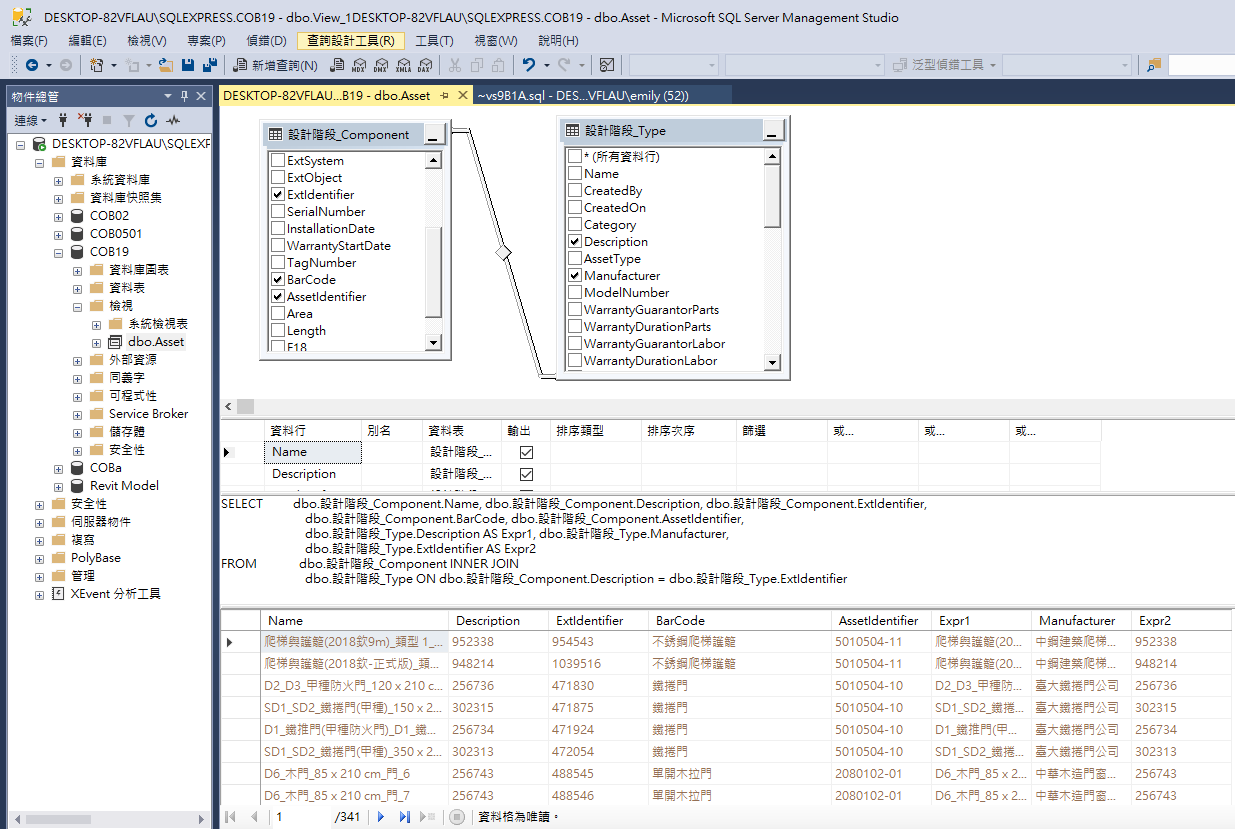 DESKTOP-82VFLAU\SQLEXPRESS.COB19 - dbo.View_1DESKTOP-82VFLAU\SQLEXPRESS.COB19 - dbo.Asset - Microsoft SQL Server Management Studio
檔案(F) 編輯(E) 檢視(V) 專案(P) 偵錯(D) 查詢設計工具(R) 工具(T) 視窗(W) 說明(H)
新增查詢(N) MDX DMX XMLA DAX 泛型偵錯工具
物件總管
連線
DESKTOP-82VFLAU\SQLEXPF
資料庫
系統資料庫
資料庫快照集
COB02
COB0501
COB19
資料庫圖表
資料表
檢視
系統檢視表
dbo.Asset
外部資源
同義字
可程式性
Service Broker
儲存體
安全性
COBa
Revit Model
安全性
伺服器物件
複寫
PolyBase
管理
XEvent 分析工具
DESKTOP-82VFLAU...B19 - dbo.Asset
~vs9B1A.sql - DES...VFLAU\emily (52))
設計階段_Component
ExtSystem
ExtObject
ExtIdentifier
SerialNumber
InstallationDate
WarrantyStartDate
TagNumber
BarCode
AssetIdentifier
Area
Length
F18
設計階段_Type
* (所有資料行)
Name
CreatedBy
CreatedOn
Category
Description
AssetType
Manufacturer
ModelNumber
WarrantyGuarantorParts
WarrantyDurationParts
WarrantyGuarantorLabor
WarrantyDurationLabor
資料行 別名 資料表 輸出 排序類型 排序次序 篩選 或... 或... 或...
Name 設計階段_...
Description 設計階段_...
SELECT dbo.設計階段_Component.Name, dbo.設計階段_Component.Description, dbo.設計階段_Component.ExtIdentifier,
dbo.設計階段_Component.BarCode, dbo.設計階段_Component.AssetIdentifier,
dbo.設計階段_Type.Description AS Expr1, dbo.設計階段_Type.Manufacturer,
dbo.設計階段_Type.ExtIdentifier AS Expr2
FROM dbo.設計階段_Component INNER JOIN
dbo.設計階段_Type ON dbo.設計階段_Component.Description = dbo.設計階段_Type.ExtIdentifier
Name Description ExtIdentifier BarCode AssetIdentifier Expr1 Manufacturer Expr2
爬梯與護籠(2018欽9m)_類型 1_... 952338 954543 不銹鋼爬梯護籠 5010504-11 爬梯與護籠(20... 中鋼建築爬梯... 952338
爬梯與護籠(2018欽-正式版)_類... 948214 1039516 不銹鋼爬梯護籠 5010504-11 爬梯與護籠(20... 中鋼建築爬梯... 948214
D2_D3_甲種防火門_120 x 210 c... 256736 471830 鐵捲門 5010504-10 D2_D3_甲種防... 臺大鐵捲門公司 256736
SD1_SD2_鐵捲門(甲種)_150 x 2... 302315 471875 鐵捲門 5010504-10 SD1_SD2_鐵捲... 臺大鐵捲門公司 302315
D1_鐵推門(甲種防火門)_D1_鐵... 256734 471924 鐵捲門 5010504-10 D1_鐵推門(甲... 臺大鐵捲門公司 256734
SD1_SD2_鐵捲門(甲種)_350 x 2... 302313 472054 鐵捲門 5010504-10 SD1_SD2_鐵捲... 臺大鐵捲門公司 302313
D6_木門_85 x 210 cm_門_6 256743 488545 單開木拉門 2080102-01 D6_木門_85 x 2... 中華木造門窗... 256743
D6_木門_85 x 210 cm_門_7 256743 488546 單開木拉門 2080102-01 D6_木門_85 x 2... 中華木造門窗... 256743
1 /341 資料格為唯讀。